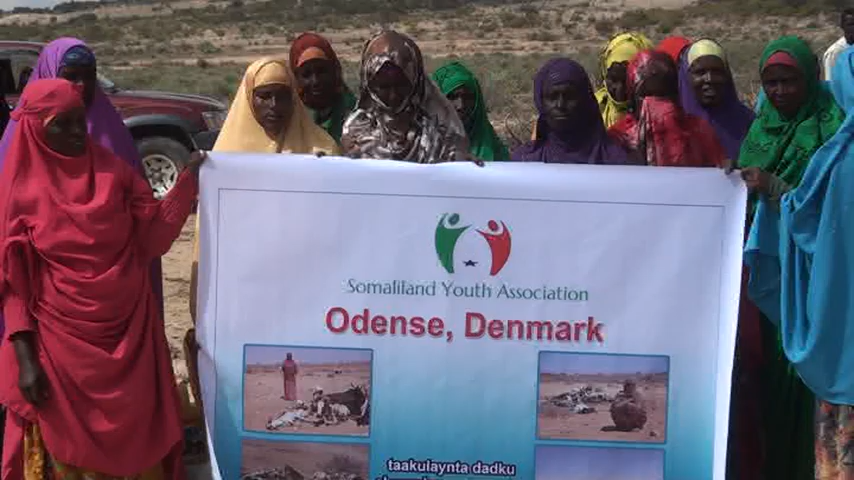 Somaliland Youth Association
Odense, Denmark
taakulaynta dadku